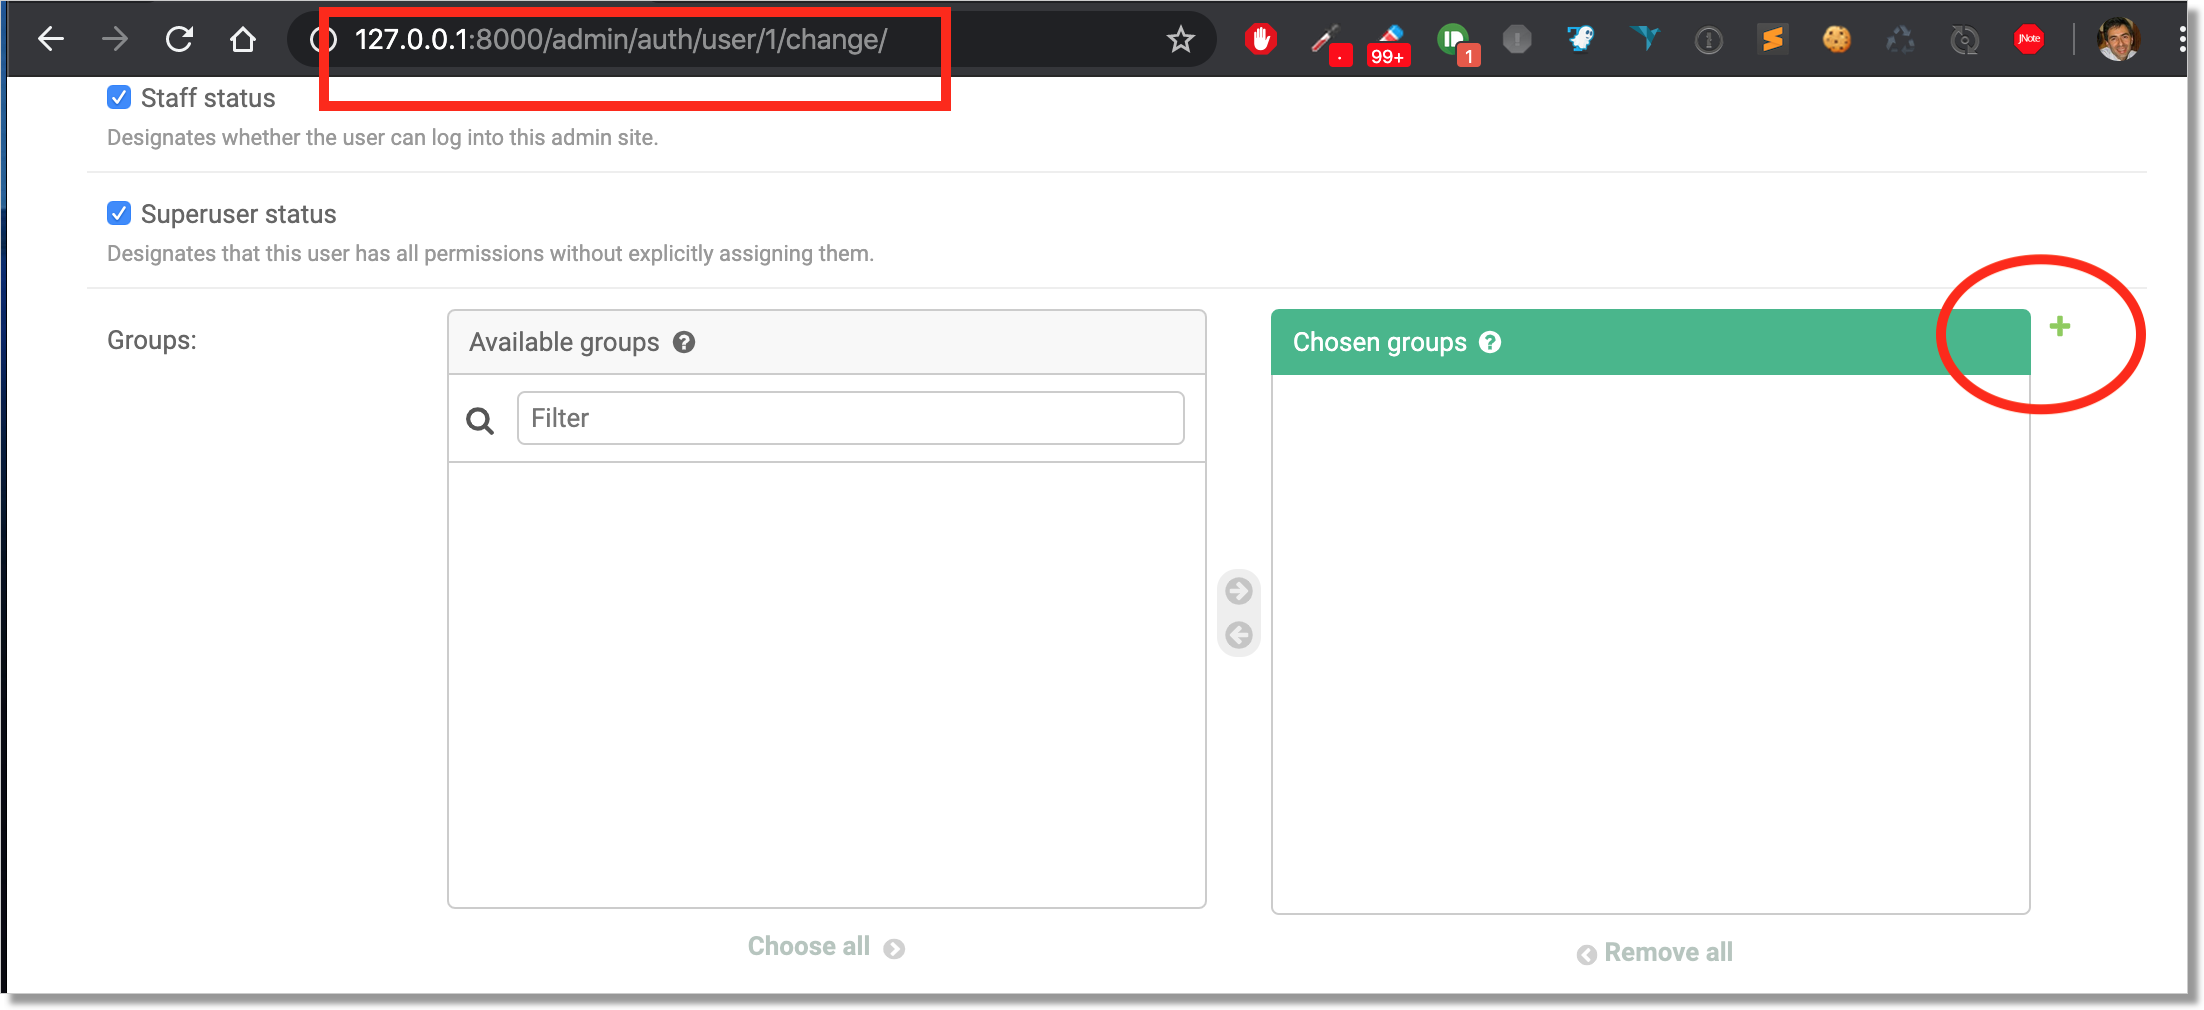 127.0.0.1:8000/admin/auth/user/1/change/
99+
1
JNote
Staff status
Designates whether the user can log into this admin site.
Superuser status
Designates that this user has all permissions without explicitly assigning them.
Groups:
Available groups ?
Chosen groups ?
Filter
Choose all
Remove all